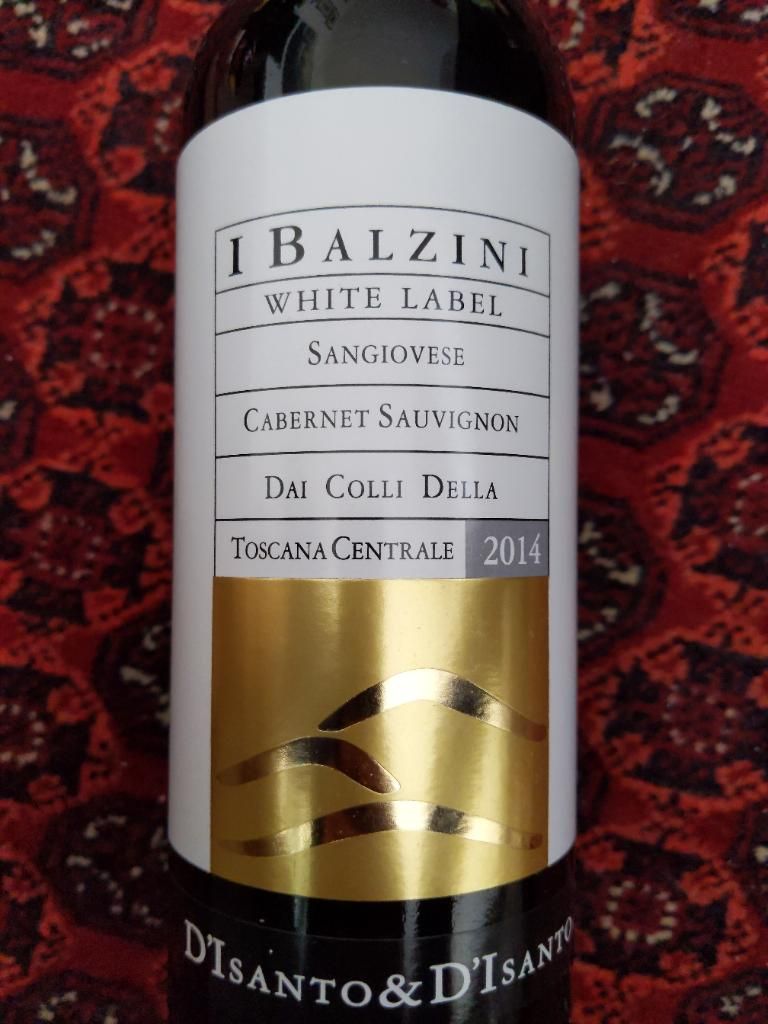 I BALZINI
WHITE LABEL
SANGIOVESE
CABERNET SAUVIGNON
DAI COLLI DELLA
TOSCANA CENTRALE 2014
D'ISANTO & D'ISANTO